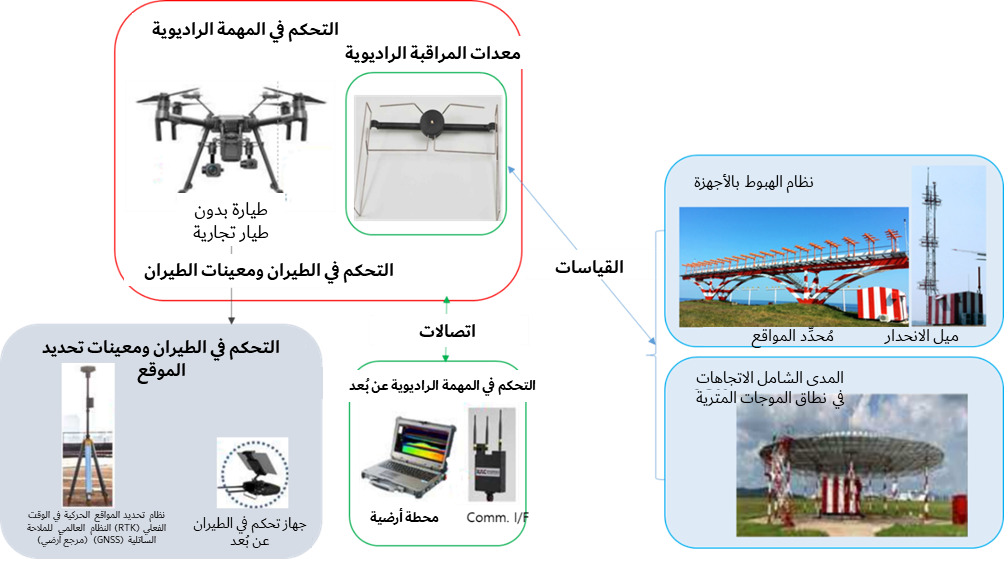 التحكم في المهمة الراديوية
معدات المراقبة الراديوية
طيارة بدون
طيار تجارية
التحكم في الطيران ومعينات الطيران
القياسات
نظام الهبوط بالأجهزة
مُحدِّد المواقع
ميل الانحدار
اتصالات
التحكم في الطيران ومعينات تحديد
الموقع
نظام تحديد المواقع الحركية في الوقت
الفعلي (RTK) النظام العالمي للملاحة
الساتلية (GNSS) (مرجع أرضي)
جهاز تحكم في الطيران
عن بُعد
التحكم في المهمة الراديوية عن بُعد
محطة أرضية
Comm. I/F
المدى الشامل الاتجاهات
في نطاق الموجات المترية